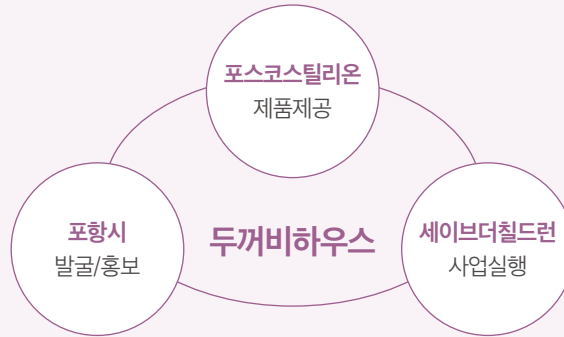 포스코스틸리온
제품제공
포항시
발굴/홍보
두꺼비하우스
세이브더칠드런
사업실행